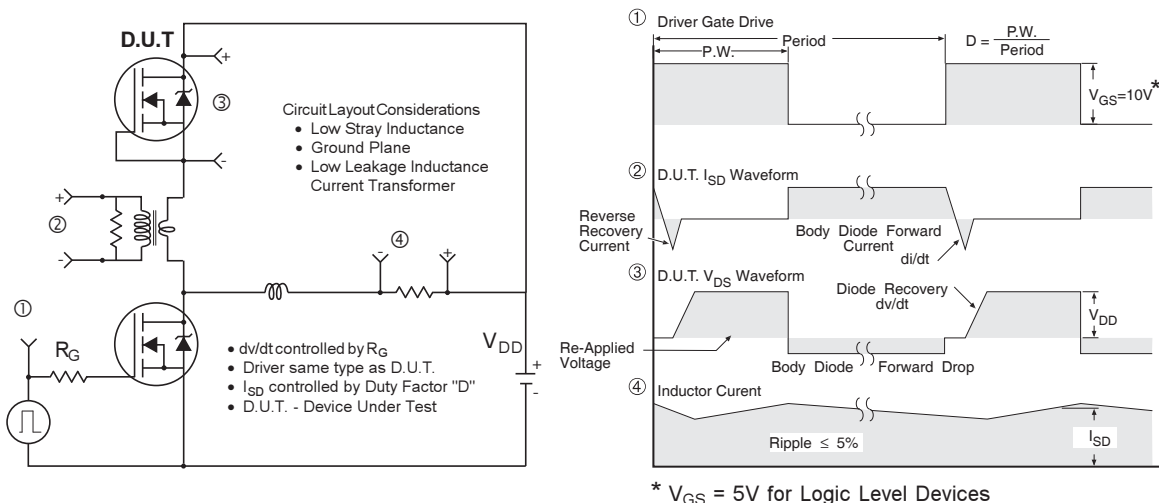 D.U.T
+
③
-
Circuit Layout Considerations
• Low Stray Inductance
• Ground Plane
• Low Leakage Inductance
Current Transformer
+
②
-
④
- +
①
R_G
• dv/dt controlled by R_G
• Driver same type as D.U.T.
• I_SD controlled by Duty Factor "D"
• D.U.T. - Device Under Test
V_DD
+
-
① Driver Gate Drive
Period
P.W.
D = P.W. / Period
V_GS=10V*
② D.U.T. I_SD Waveform
Reverse
Recovery
Current
Body Diode Forward
Current
di/dt
③ D.U.T. V_DS Waveform
Diode Recovery
dv/dt
V_DD
Re-Applied
Voltage
Body Diode Forward Drop
④ Inductor Curent
Ripple ≤ 5%
I_SD
* V_GS = 5V for Logic Level Devices